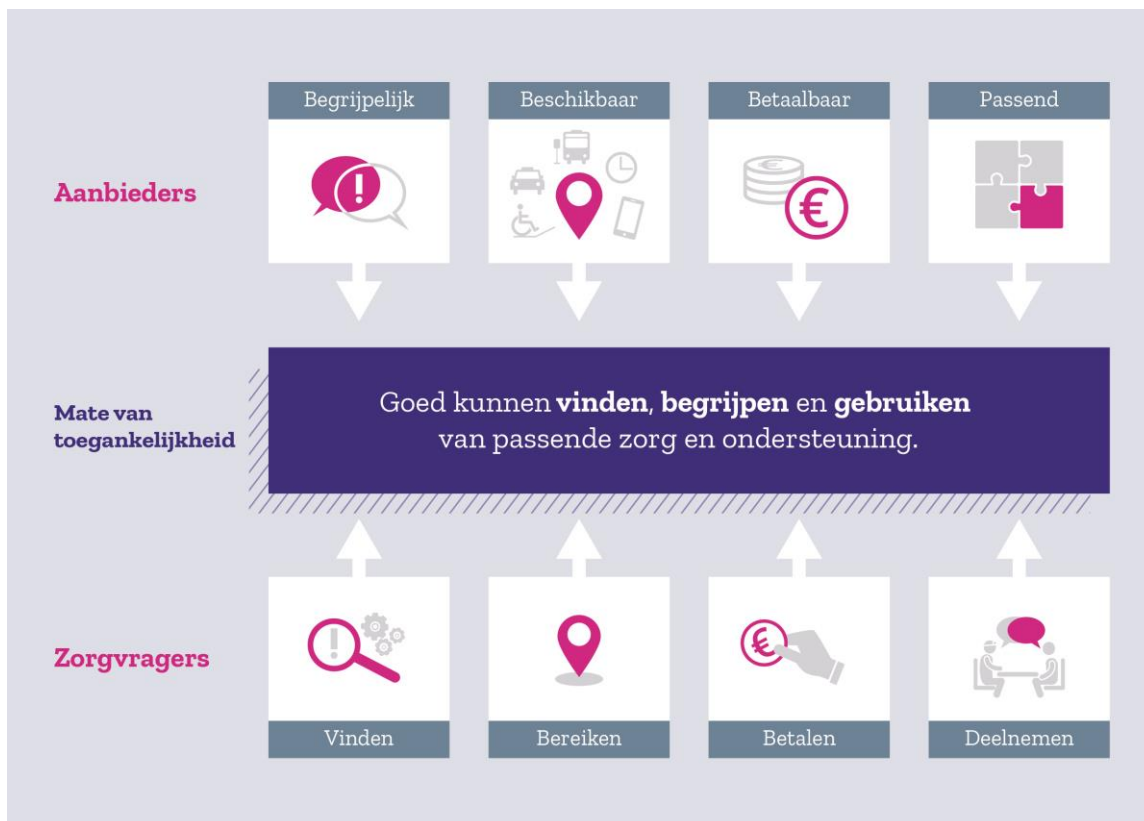 Begrijpelijk
Beschikbaar
Betaalbaar
Passend
Aanbieders
Mate van
toegankelijkheid
Goed kunnen vinden, begrijpen en gebruiken
van passende zorg en ondersteuning.
Zorgvragers
Vinden
Bereiken
Betalen
Deelnemen